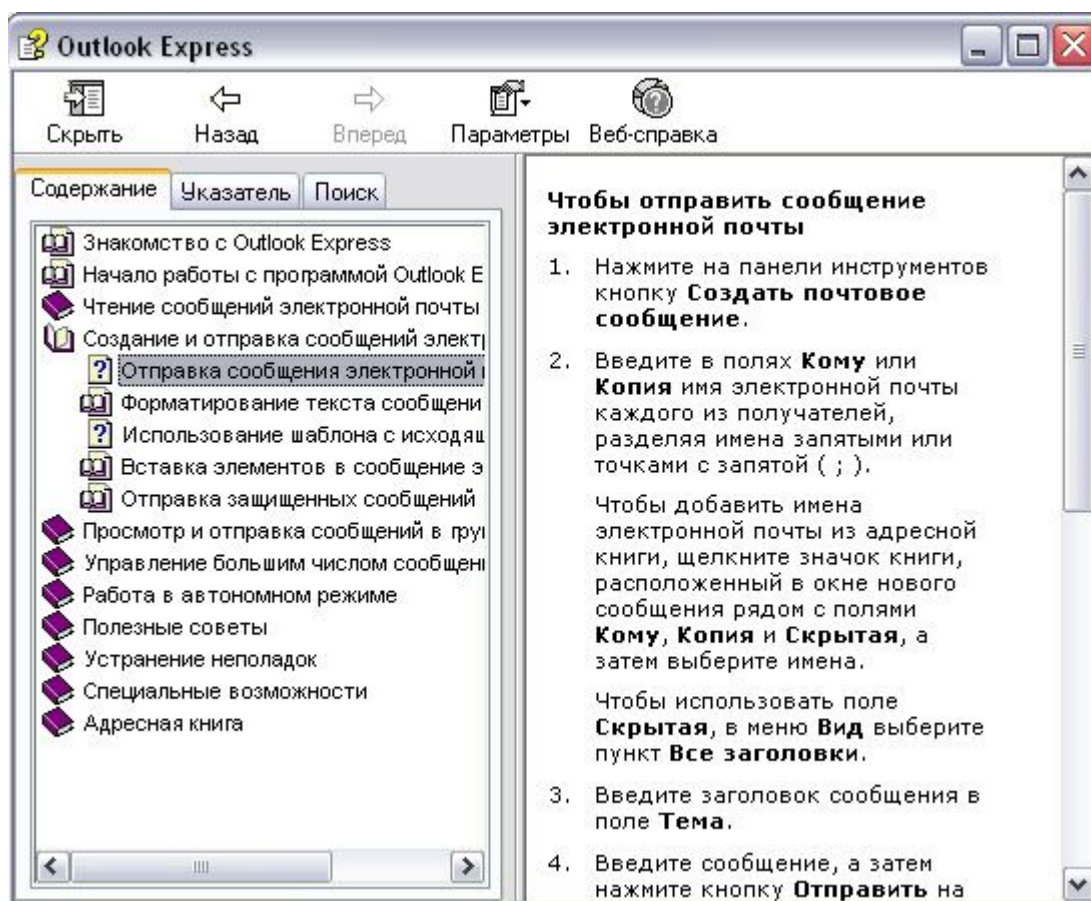 Outlook Express
Скрыть Назад Вперед Параметры Веб-справка
Содержание Указатель Поиск
Знакомство с Outlook Express
Начало работы с программой Outlook E
Чтение сообщений электронной почты
Создание и отправка сообщений элект
Отправка сообщения электронной
Форматирование текста сообщени
Использование шаблона с исходящ
Вставка элементов в сообщение э
Отправка защищенных сообщений
Просмотр и отправка сообщений в гру
Управление большим числом сообщен
Работа в автономном режиме
Полезные советы
Устранение неполадок
Специальные возможности
Адресная книга
Чтобы отправить сообщение
электронной почты
1. Нажмите на панели инструментов
кнопку Создать почтовое
сообщение.
2. Введите в полях Кому или
Копия имя электронной почты
каждого из получателей,
разделяя имена запятыми или
точками с запятой ( ; ).
Чтобы добавить имена
электронной почты из адресной
книги, щелкните значок книги,
расположенный в окне нового
сообщения рядом с полями
Кому, Копия и Скрытая, а
затем выберите имена.
Чтобы использовать поле
Скрытая, в меню Вид выберите
пункт Все заголовки.
3. Введите заголовок сообщения в
поле Тема.
4. Введите сообщение, а затем
нажмите кнопку Отправить на